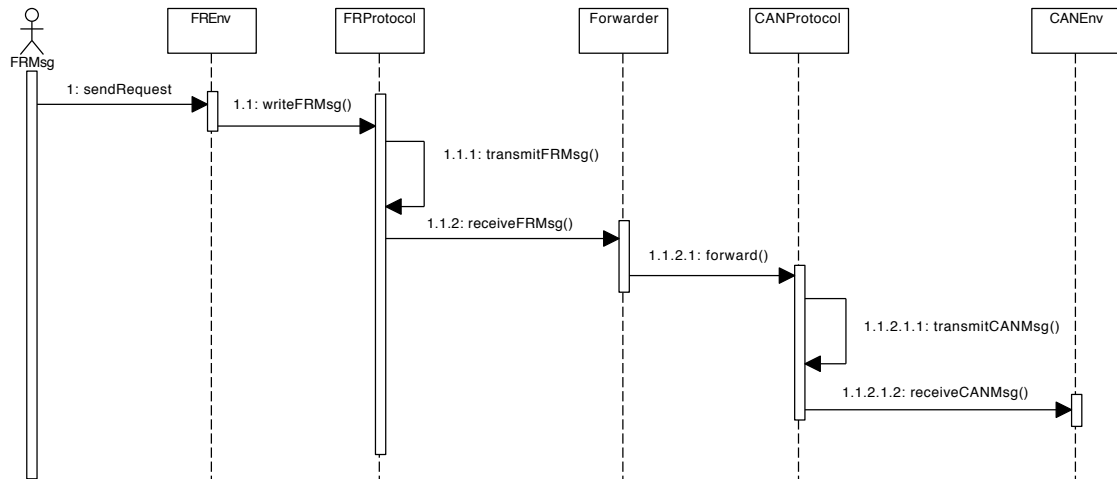 FREnv
FRProtocol
Forwarder
CANProtocol
CANEnv
FRMsg
1: sendRequest
1.1: writeFRMsg()
1.1.1: transmitFRMsg()
1.1.2: receiveFRMsg()
1.1.2.1: forward()
1.1.2.1.1: transmitCANMsg()
1.1.2.1.2: receiveCANMsg()